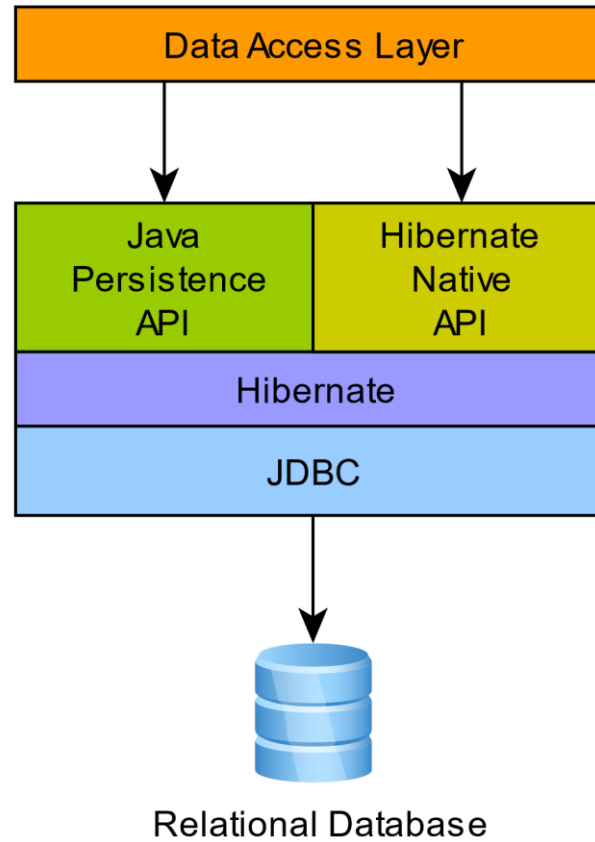 Data Access Layer
Java
Persistence
API
Hibernate
Native
API
Hibernate
JDBC
Relational Database